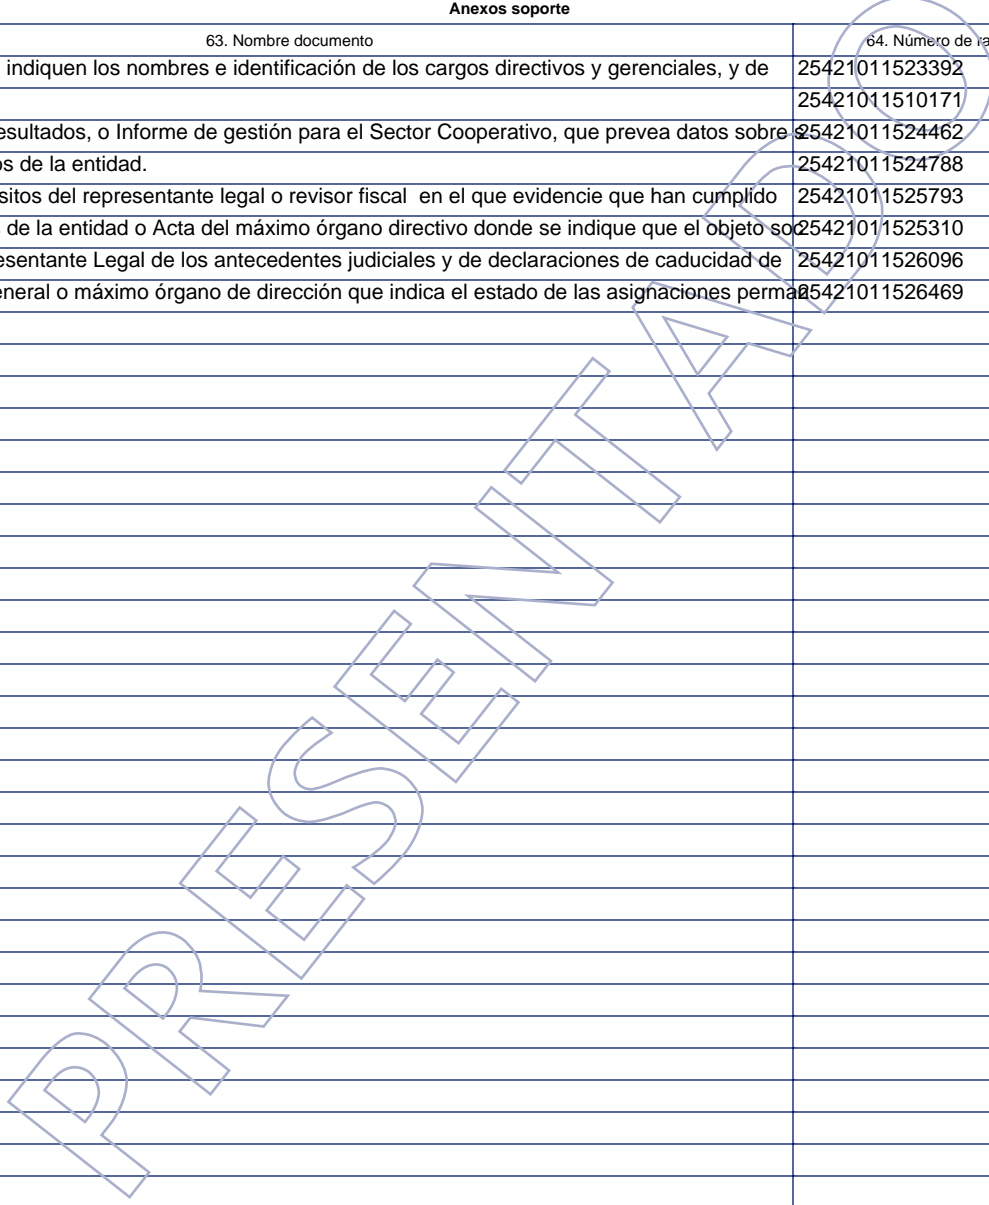 Anexos soporte
63. Nombre documento 64. Número de ra
indiquen los nombres e identificación de los cargos directivos y gerenciales, y de 25421011523392
25421011510171
esultados, o Informe de gestión para el Sector Cooperativo, que prevea datos sobre s 25421011524462
os de la entidad. 25421011524788
sitos del representante legal o revisor fiscal en el que evidencie que han cumplido 25421011525793
de la entidad o Acta del máximo órgano directivo donde se indique que el objeto soc 25421011525310
esentante Legal de los antecedentes judiciales y de declaraciones de caducidad de 25421011526096
eneral o máximo órgano de dirección que indica el estado de las asignaciones perman 25421011526469
PRESENTADO